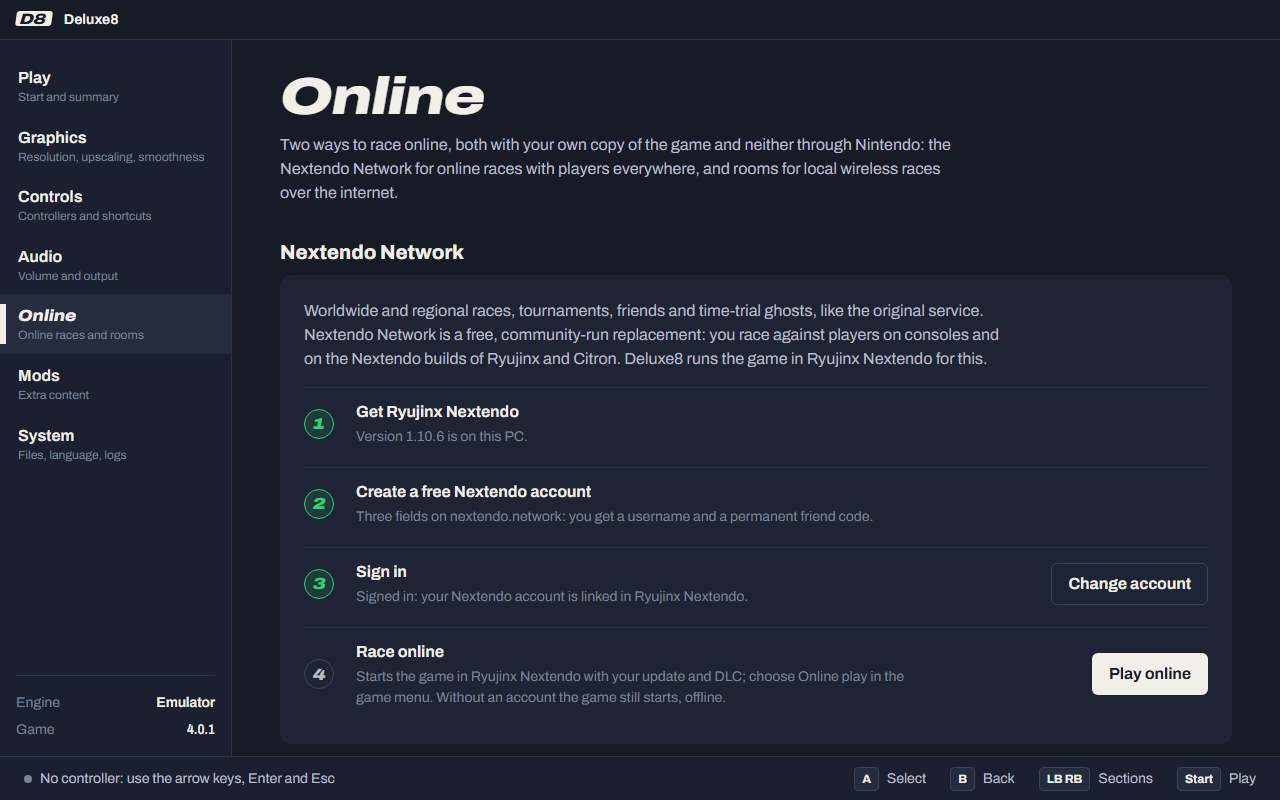 D8 Deluxe8
Play
Start and summary
Graphics
Resolution, upscaling, smoothness
Controls
Controllers and shortcuts
Audio
Volume and output
Online
Online races and rooms
Mods
Extra content
System
Files, language, logs
Engine Emulator
Game 4.0.1
Online
Two ways to race online, both with your own copy of the game and neither through Nintendo: the
Nextendo Network for online races with players everywhere, and rooms for local wireless races
over the internet.
Nextendo Network
Worldwide and regional races, tournaments, friends and time-trial ghosts, like the original service.
Nextendo Network is a free, community-run replacement: you race against players on consoles and
on the Nextendo builds of Ryujinx and Citron. Deluxe8 runs the game in Ryujinx Nextendo for this.
1 Get Ryujinx Nextendo
Version 1.10.6 is on this PC.
2 Create a free Nextendo account
Three fields on nextendo.network: you get a username and a permanent friend code.
3 Sign in
Signed in: your Nextendo account is linked in Ryujinx Nextendo.
Change account
4 Race online
Starts the game in Ryujinx Nextendo with your update and DLC; choose Online play in the
game menu. Without an account the game still starts, offline.
Play online
No controller: use the arrow keys, Enter and Esc
A Select B Back LB RB Sections Start Play